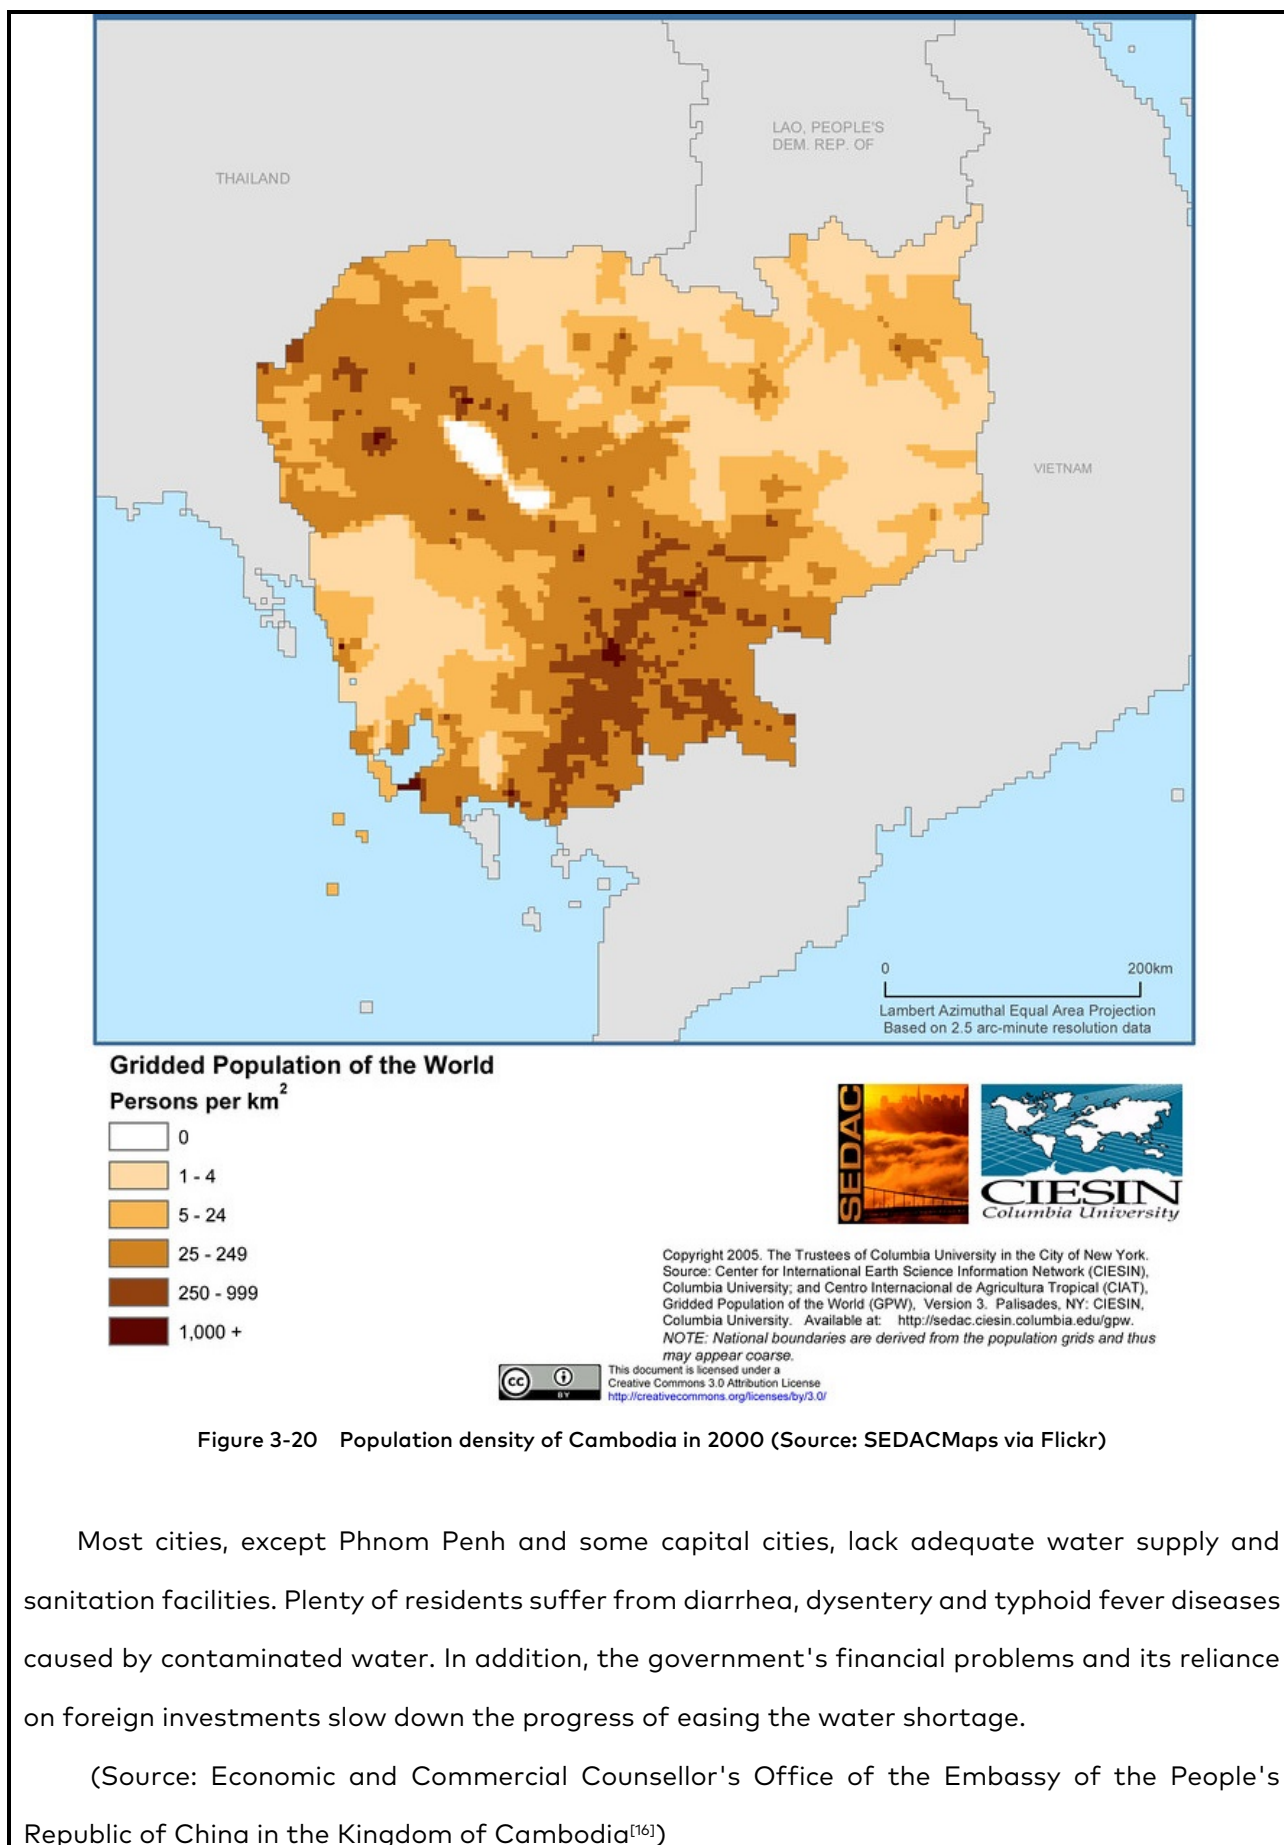 LAO, PEOPLE'S
DEM. REP. OF
THAILAND
VIETNAM
0 200km
Lambert Azimuthal Equal Area Projection
Based on 2.5 arc-minute resolution data
Gridded Population of the World
Persons per km²
0
1 - 4
5 - 24
25 - 249
250 - 999
1,000 +
SEDAC
CIESIN
Columbia University
Copyright 2005. The Trustees of Columbia University in the City of New York.
Source: Center for International Earth Science Information Network (CIESIN),
Columbia University; and Centro Internacional de Agricultura Tropical (CIAT),
Gridded Population of the World (GPW), Version 3. Palisades, NY: CIESIN,
Columbia University. Available at: http://sedac.ciesin.columbia.edu/gpw.
NOTE: National boundaries are derived from the population grids and thus
may appear coarse.
cc BY
This document is licensed under a
Creative Commons 3.0 Attribution License
http://creativecommons.org/licenses/by/3.0/
Figure 3-20 Population density of Cambodia in 2000 (Source: SEDACMaps via Flickr)
Most cities, except Phnom Penh and some capital cities, lack adequate water supply and
sanitation facilities. Plenty of residents suffer from diarrhea, dysentery and typhoid fever diseases
caused by contaminated water. In addition, the government's financial problems and its reliance
on foreign investments slow down the progress of easing the water shortage.
(Source: Economic and Commercial Counsellor's Office of the Embassy of the People's
Republic of China in the Kingdom of Cambodia[16])